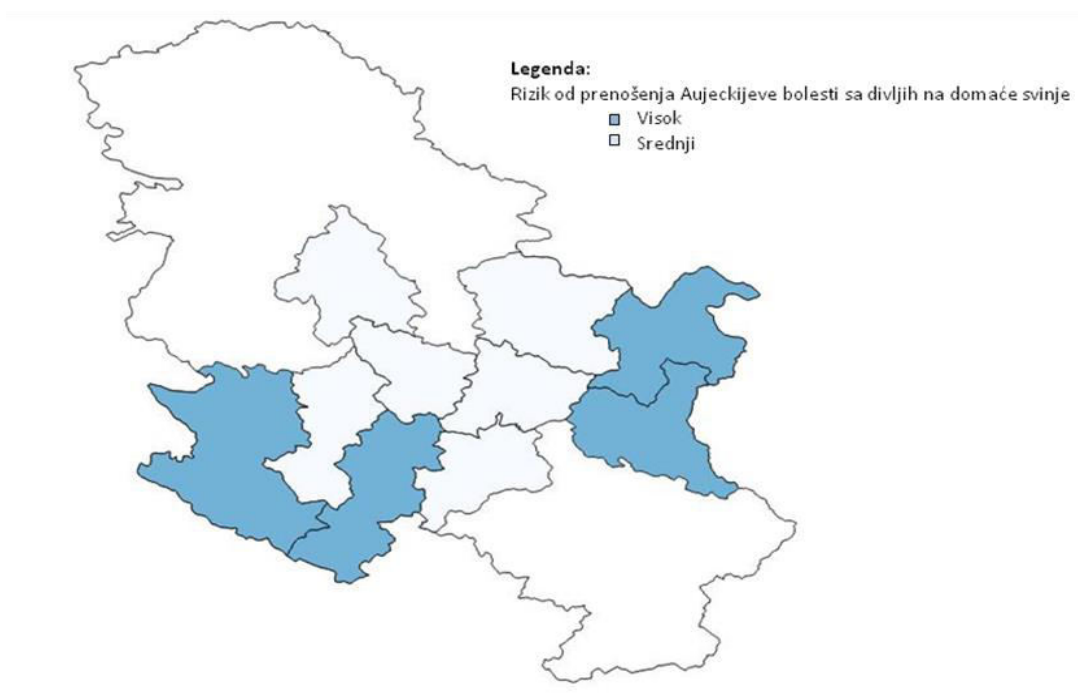 Legenda:
Rizik od prenošenja Aujeckijeve bolesti sa divljih na domaće svinje
Visok
Srednji